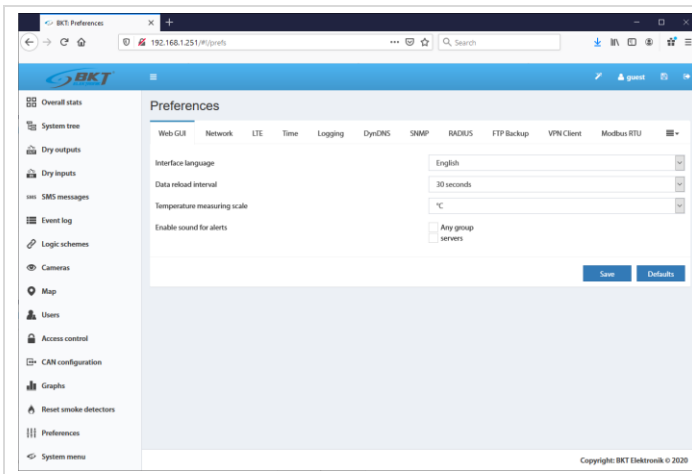 BKT: Preferences
192.168.1.251/#!/prefs
Search
BKT
guest
Overall stats
System tree
Dry outputs
Dry inputs
SMS SMS messages
Event log
Logic schemes
Cameras
Map
Users
Access control
CAN configuration
Graphs
Reset smoke detectors
Preferences
System menu
Preferences
Web GUI Network LTE Time Logging DynDNS SNMP RADIUS FTP Backup VPN Client Modbus RTU
Interface language English
Data reload interval 30 seconds
Temperature measuring scale °C
Enable sound for alerts Any group
servers
Save Defaults
Copyright: BKT Elektronik © 2020